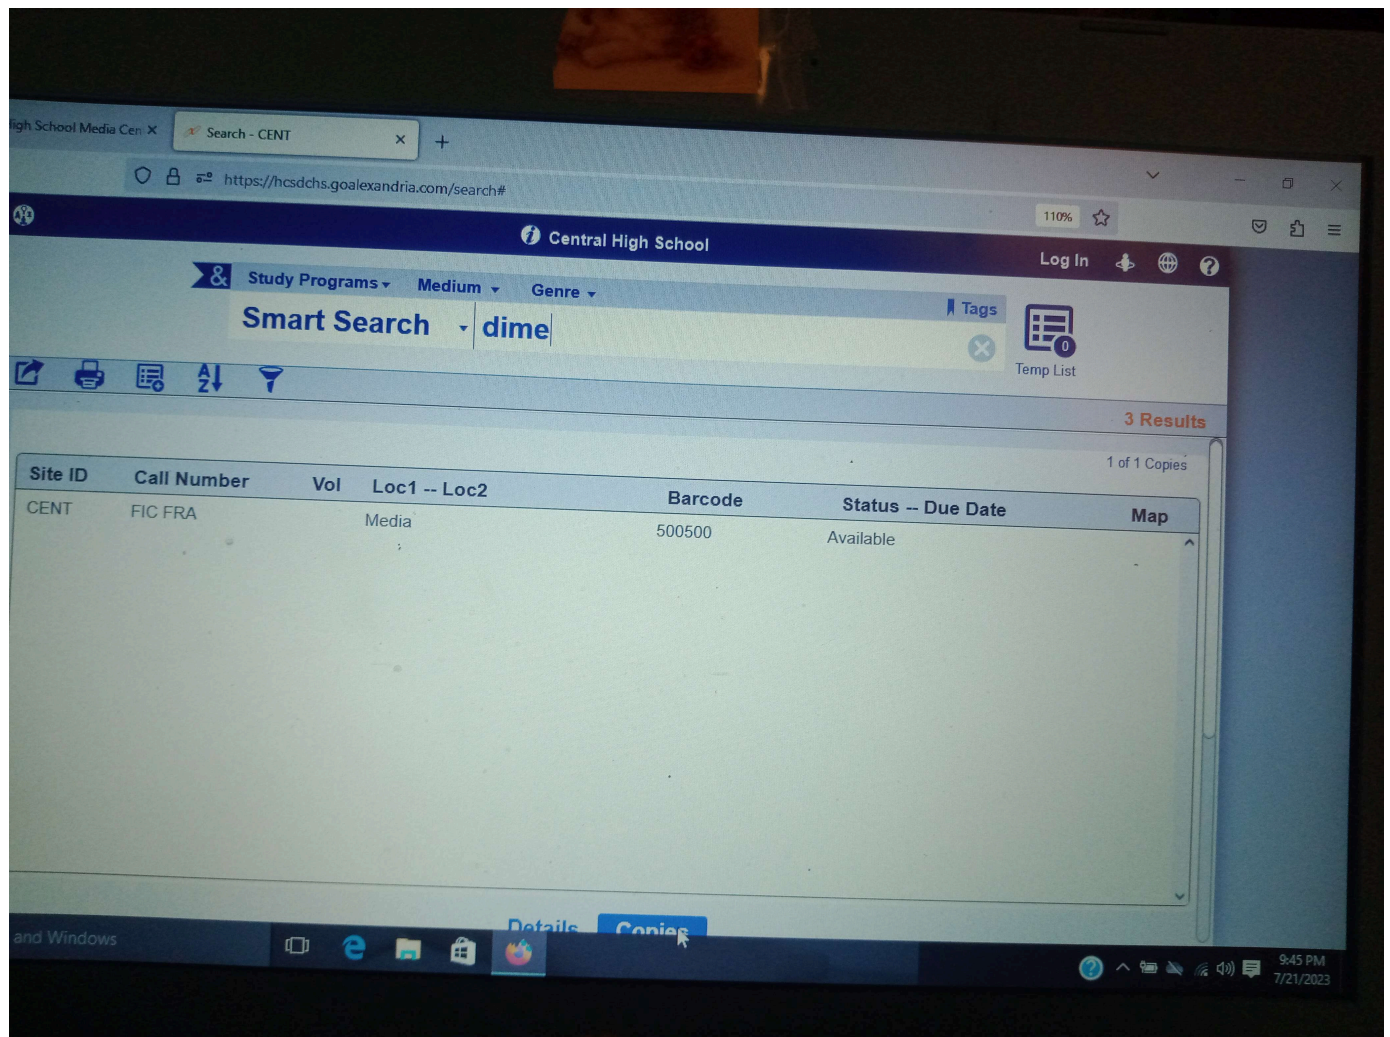 igh School Media Cen
Search - CENT
https://hcsdchs.goalexandria.com/search#
110%
Central High School
Log In
& Study Programs Medium Genre
Tags
Smart Search dime
0
Temp List
3 Results
1 of 1 Copies
Site ID Call Number Vol Loc1 -- Loc2 Barcode Status -- Due Date Map
CENT FIC FRA Media 500500 Available
Details Copies
and Windows
9:45 PM
7/21/2023